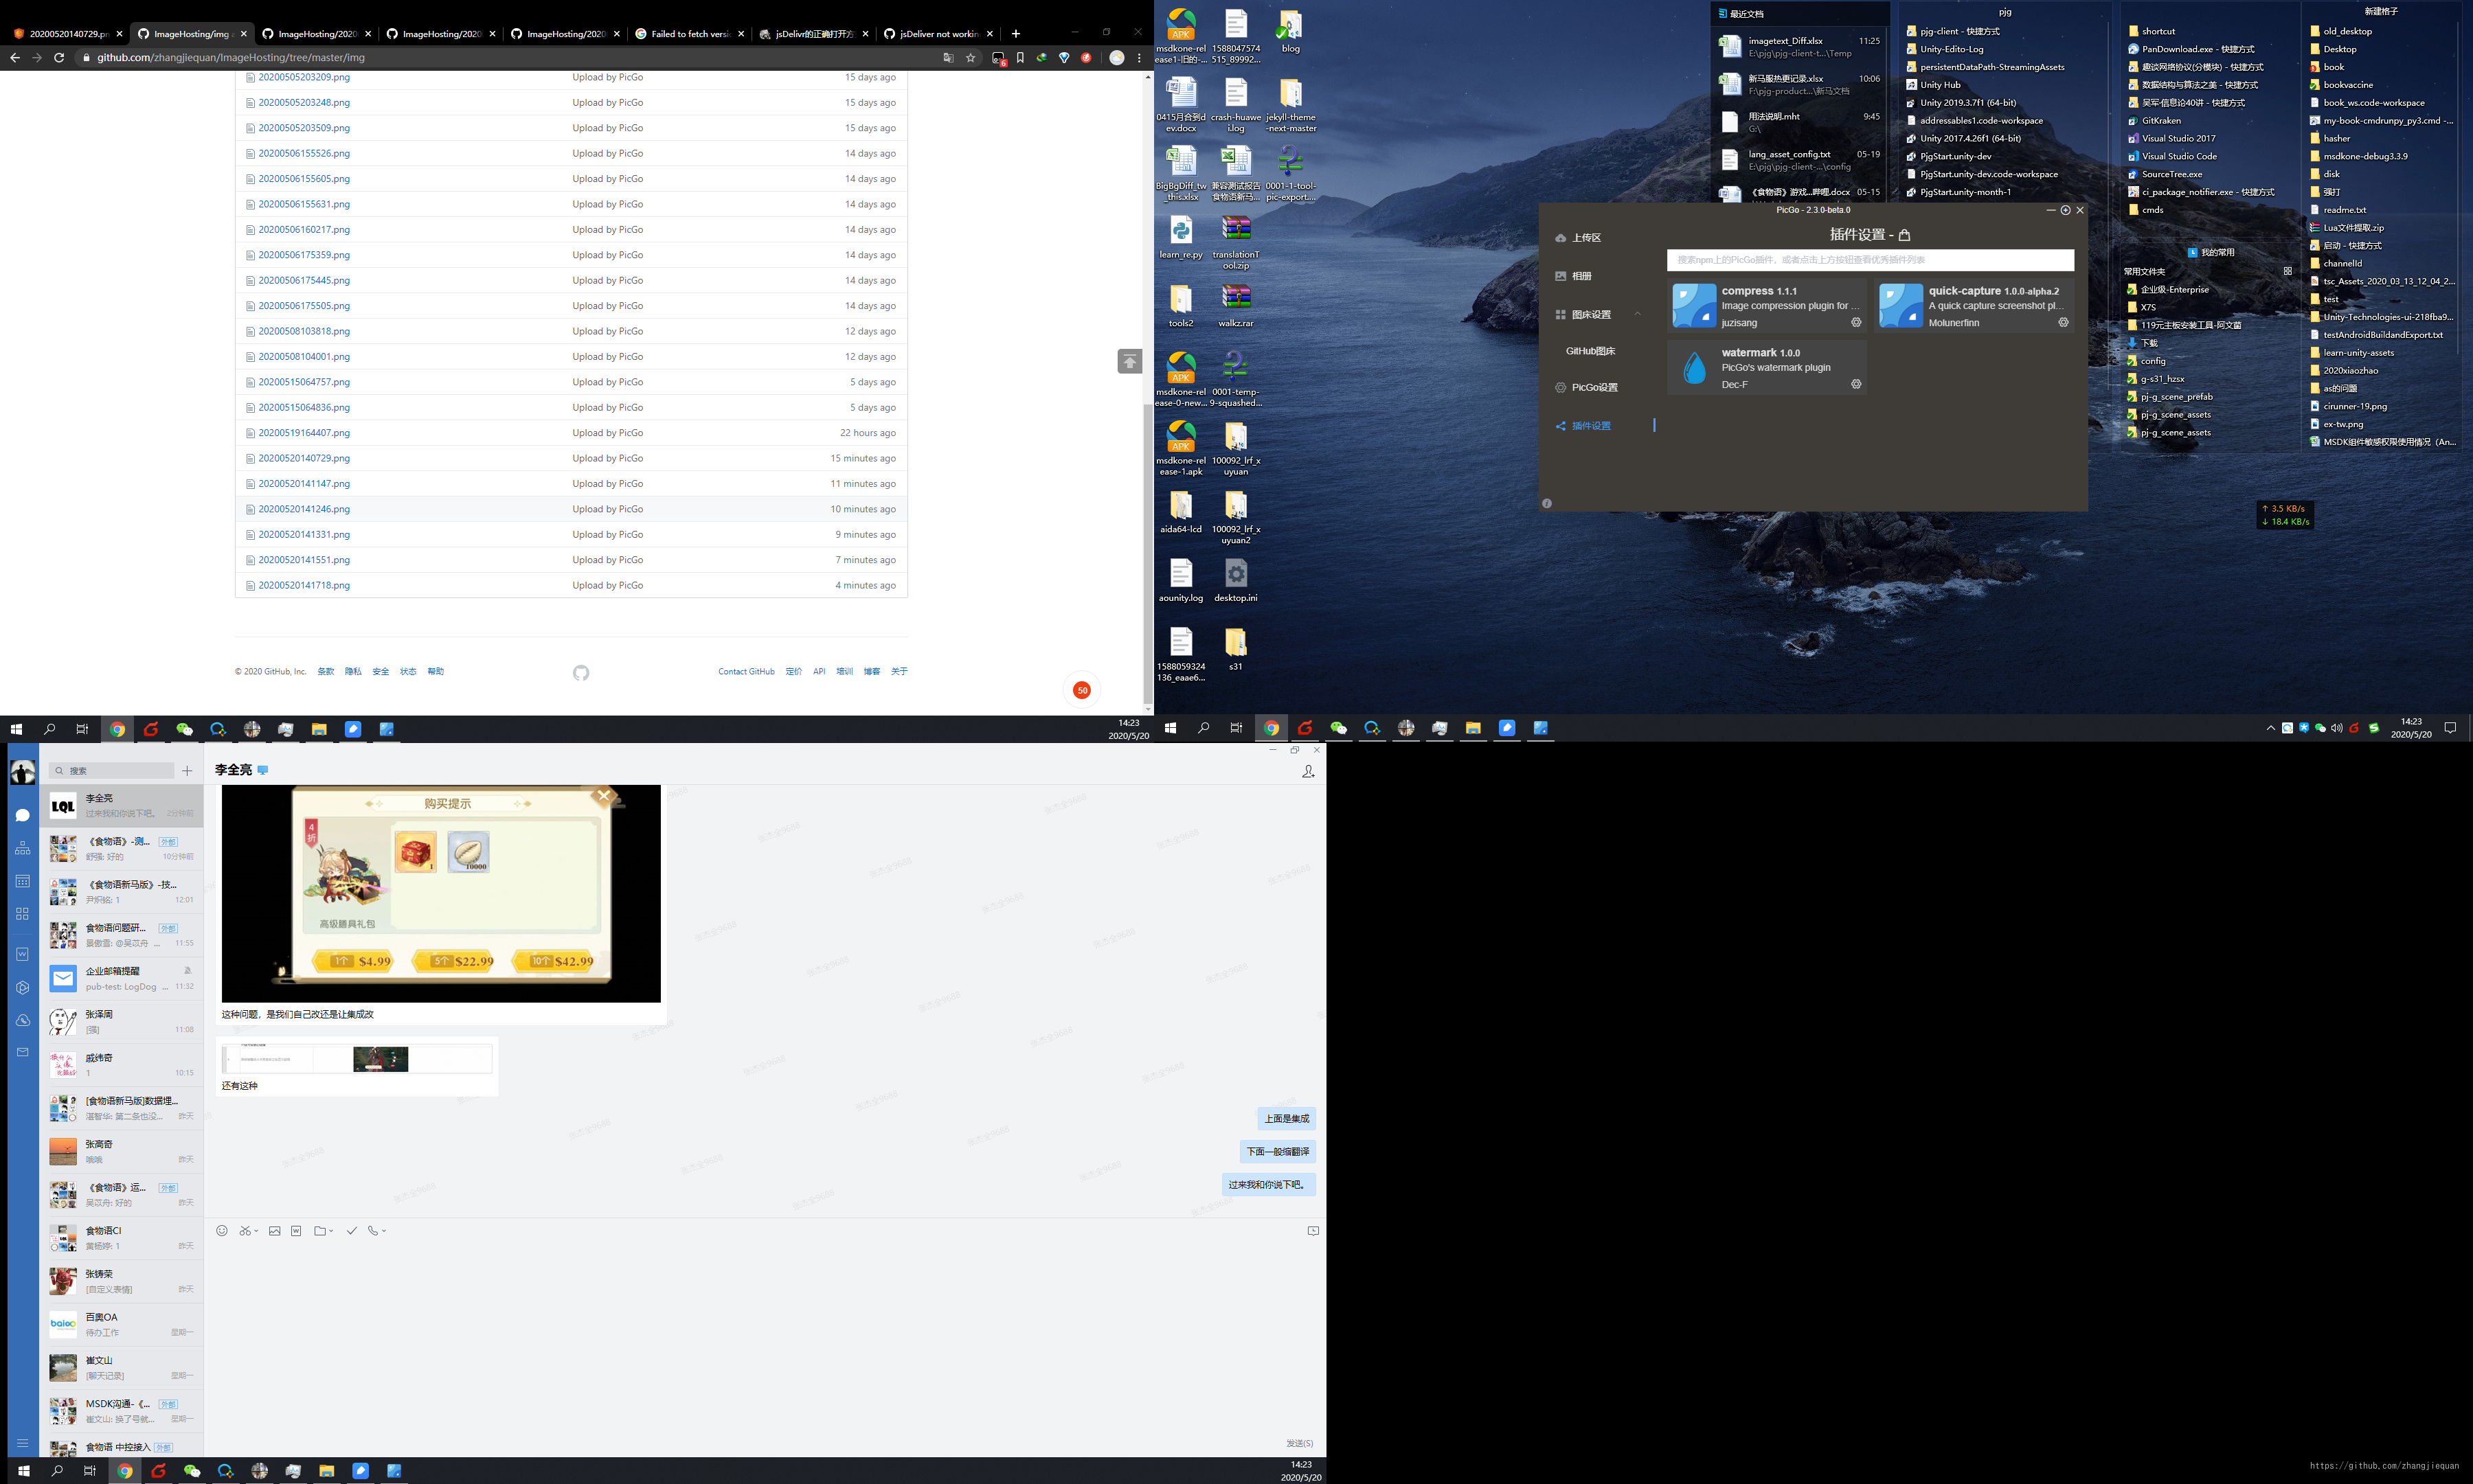 20200520140729.pn
ImageHosting/img a
ImageHosting/2020
ImageHosting/2020
ImageHosting/2020
Failed to fetch versio
jsDelivr的正确打开方
jsDeliver not workin
github.com/zhangjiequan/ImageHosting/tree/master/img
20200505203209.png Upload by PicGo 15 days ago
20200505203248.png Upload by PicGo 15 days ago
20200505203509.png Upload by PicGo 15 days ago
20200506155526.png Upload by PicGo 14 days ago
20200506155605.png Upload by PicGo 14 days ago
20200506155631.png Upload by PicGo 14 days ago
20200506160217.png Upload by PicGo 14 days ago
20200506175359.png Upload by PicGo 14 days ago
20200506175445.png Upload by PicGo 14 days ago
20200506175505.png Upload by PicGo 14 days ago
20200508103818.png Upload by PicGo 12 days ago
20200508104001.png Upload by PicGo 12 days ago
20200515064757.png Upload by PicGo 5 days ago
20200515064836.png Upload by PicGo 5 days ago
20200519164407.png Upload by PicGo 22 hours ago
20200520140729.png Upload by PicGo 15 minutes ago
20200520141147.png Upload by PicGo 11 minutes ago
20200520141246.png Upload by PicGo 10 minutes ago
20200520141331.png Upload by PicGo 9 minutes ago
20200520141551.png Upload by PicGo 7 minutes ago
20200520141718.png Upload by PicGo 4 minutes ago
© 2020 GitHub, Inc. 条款 隐私 安全 状态 帮助
Contact GitHub 定价 API 培训 博客 关于
50
14:23
2020/5/20
msdkone-rel
ease1-旧的-...
1588047574
515_89992...
blog
0415月合到d
ev.docx
crash-huawe
i.log
jekyll-theme
-next-master
BigBgDiff_tw
_this.xlsx
兼容测试报告
食物语新马...
0001-1-tool-
pic-export....
learn_re.py
translationT
ool.zip
tools2
walkz.rar
APK
msdkone-rel
ease-0-new...
0001-temp-
9-squashed...
APK
msdkone-rel
ease-1.apk
100092_lrf_x
uyuan
aida64-lcd
100092_lrf_x
uyuan2
aounity.log
desktop.ini
1588059324
136_eaae6...
s31
最近文档
imagetext_Diff.xlsx 11:25
E:\pjg\pjg-client-t...\Temp
新马服热更记录.xlsx 10:06
F:\pjg-product...\新马文档
用法说明.mht 9:45
G:\
lang_asset_config.txt 05-19
E:\pjg\pjg-client-...\config
《食物语》游戏...哔哩.docx 05-15
pjg
pjg-client - 快捷方式
Unity-Edito-Log
persistentDataPath-StreamingAssets
Unity Hub
Unity 2019.3.7f1 (64-bit)
addressables1.code-workspace
Unity 2017.4.26f1 (64-bit)
PjgStart.unity-dev
PjgStart.unity-dev.code-workspace
PjgStart.unity-month-1
shortcut
PanDownload.exe - 快捷方式
趣谈网络协议(分模块) - 快捷方式
数据结构与算法之美 - 快捷方式
吴军·信息论40讲 - 快捷方式
GitKraken
Visual Studio 2017
Visual Studio Code
SourceTree.exe
ci_package_notifier.exe - 快捷方式
cmds
我的常用
常用文件夹
企业级-Enterprise
X7S
119元主板安装工具-阿文菌
下载
config
g-s31_hzsx
pj-g_scene_prefab
pj-g_scene_assets
pj-g_scene_assets
新建格子
old_desktop
Desktop
book
bookvaccine
book_ws.code-workspace
my-book-cmdrunpy_py3.cmd -...
hasher
msdkone-debug3.3.9
disk
强打
readme.txt
Lua文件提取.zip
启动 - 快捷方式
channelId
tsc_Assets_2020_03_13_12_04_2...
test
Unity-Technologies-ui-218fba9...
testAndroidBuildandExport.txt
learn-unity-assets
2020xiaozhao
as的问题
cirunner-19.png
ex-tw.png
MSDK组件敏感权限使用情况（An...
PicGo - 2.3.0-beta.0
上传区
相册
图床设置
GitHub图床
PicGo设置
插件设置
插件设置 -
搜索npm上的PicGo插件，或者点击上方按钮查看优秀插件列表
compress 1.1.1
Image compression plugin for ...
juzisang
quick-capture 1.0.0-alpha.2
A quick capture screenshot pl...
Molunerfinn
watermark 1.0.0
PicGo's watermark plugin
Dec-F
↑ 3.5 KB/s
↓ 18.4 KB/s
14:23
2020/5/20
搜索
李全亮
过来我和你说下吧。 2分钟前
《食物语》-测... 外部
舒强: 好的 10分钟前
《食物语新马版》-技...
12:01
食物语问题研... 外部
11:55
企业邮箱提醒
pub-test: LogDog ... 11:32
张泽周
[强] 11:08
戚纬奇
1 10:15
[食物语新马版]数据埋...
湛智华: 第二条也没... 昨天
张高奇
哦哦 昨天
《食物语》运... 外部
吴苡舟: 好的 昨天
食物语CI
黄杨婷: 1 昨天
张铸荣
[自定义表情] 昨天
百奥OA
待办工作 星期一
崔文山
[聊天记录] 星期一
MSDK沟通-《... 外部
崔文山: 换了号就... 星期一
食物语 中控接入 外部
李全亮
购买提示
4折
1
10000
高级膳具礼包
1个 $4.99
5个 $22.99
10个 $42.99
这种问题，是我们自己改还是让集成改
还有这种
上面是集成
下面一般缩翻译
过来我和你说下吧。
发送(S)
14:23
2020/5/20
https://github.com/zhangjiequan